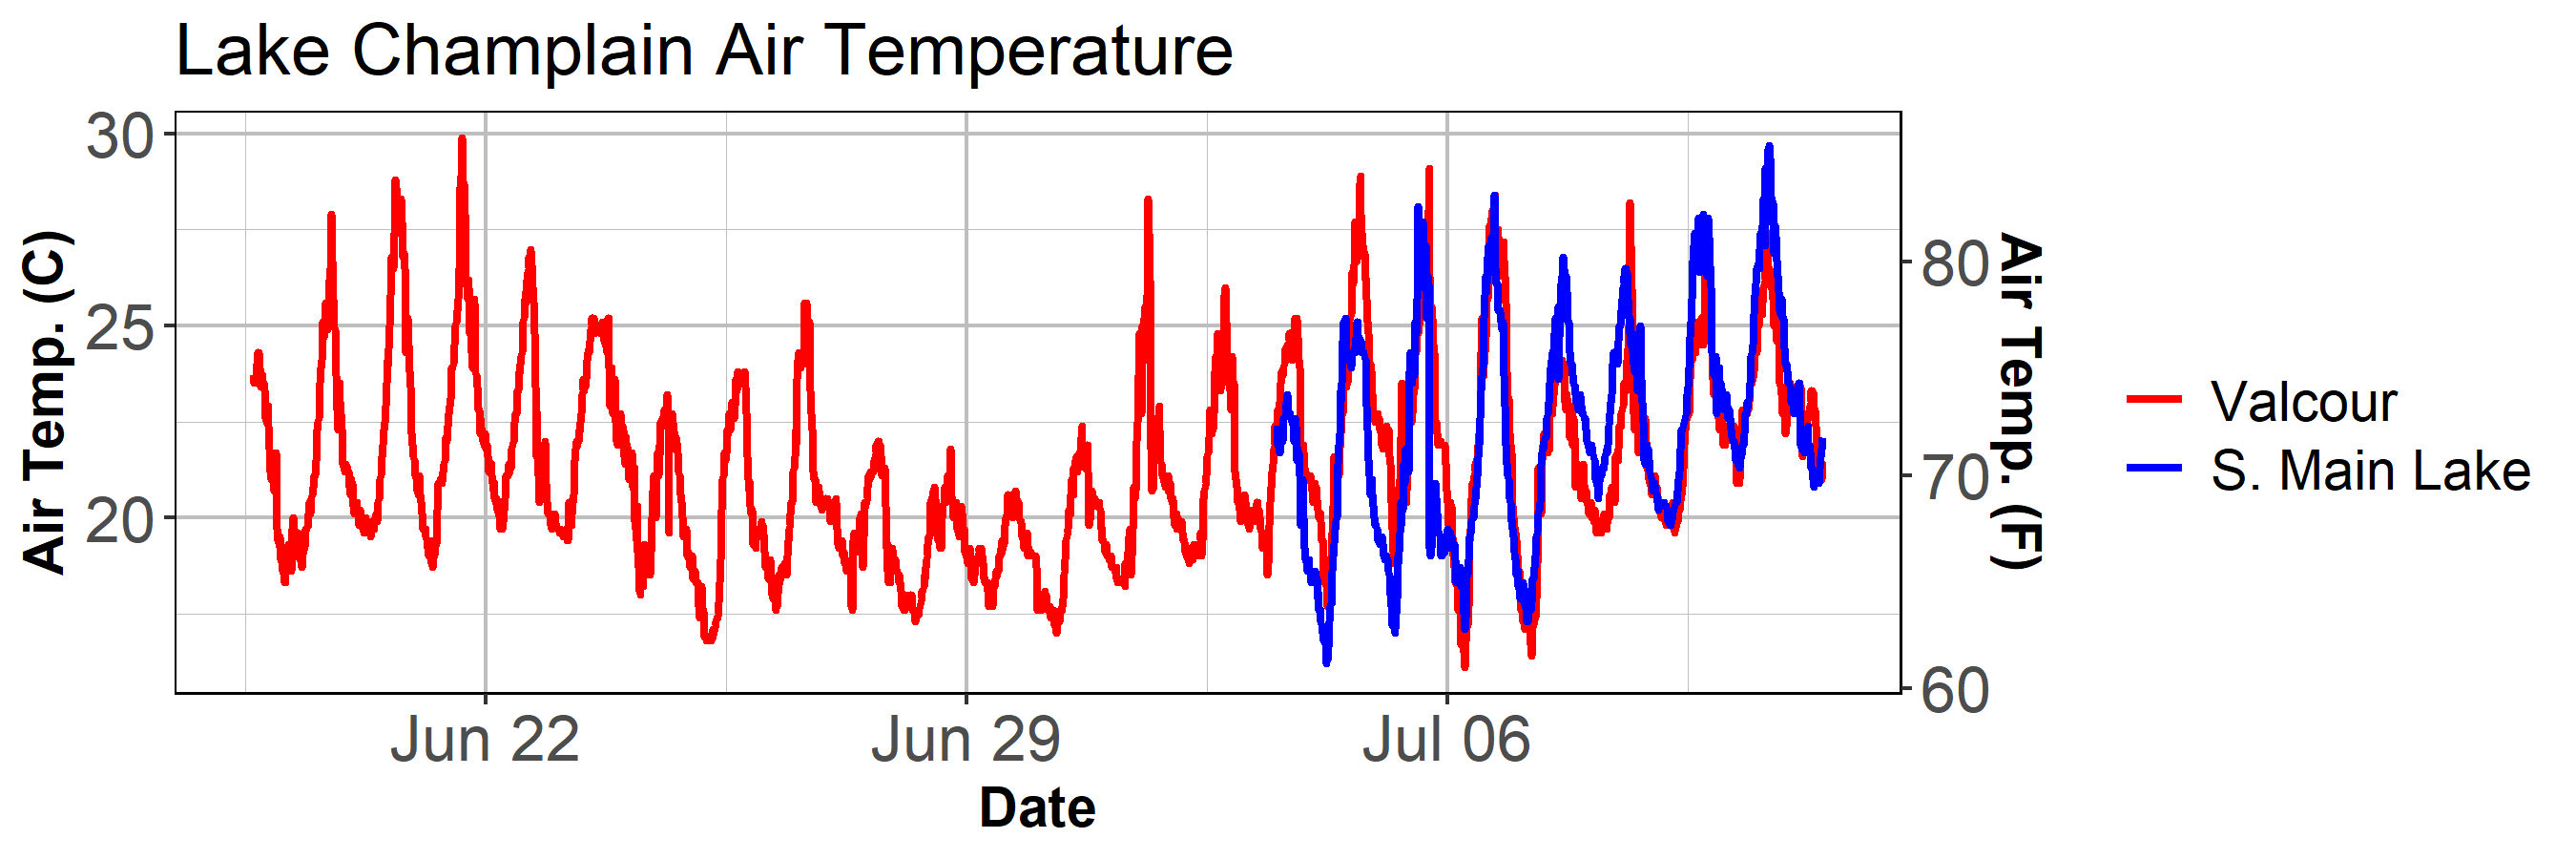 Lake Champlain Air Temperature
Air Temp. (C)
30
25
20
Air Temp. (F)
80
70
60
Jun 22
Jun 29
Jul 06
Date
Valcour
S. Main Lake